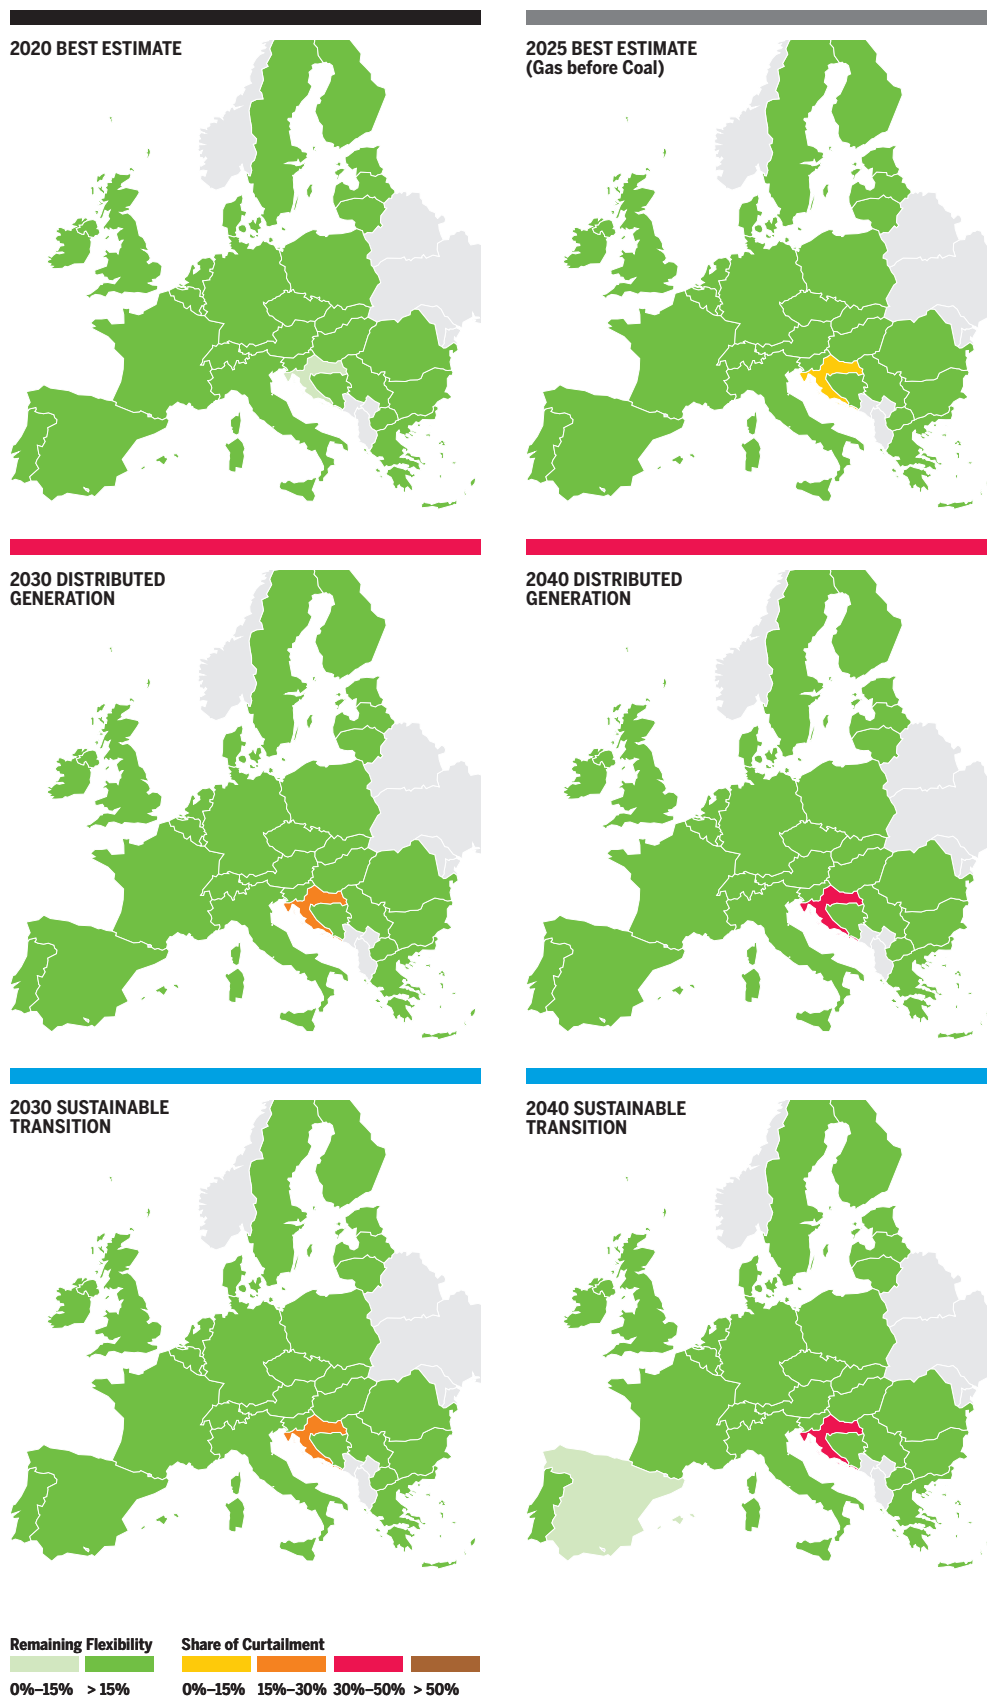 2020 BEST ESTIMATE
2025 BEST ESTIMATE
(Gas before Coal)
2030 DISTRIBUTED
GENERATION
2040 DISTRIBUTED
GENERATION
2030 SUSTAINABLE
TRANSITION
2040 SUSTAINABLE
TRANSITION
Remaining Flexibility
0%–15% > 15%
Share of Curtailment
0%–15% 15%–30% 30%–50% > 50%